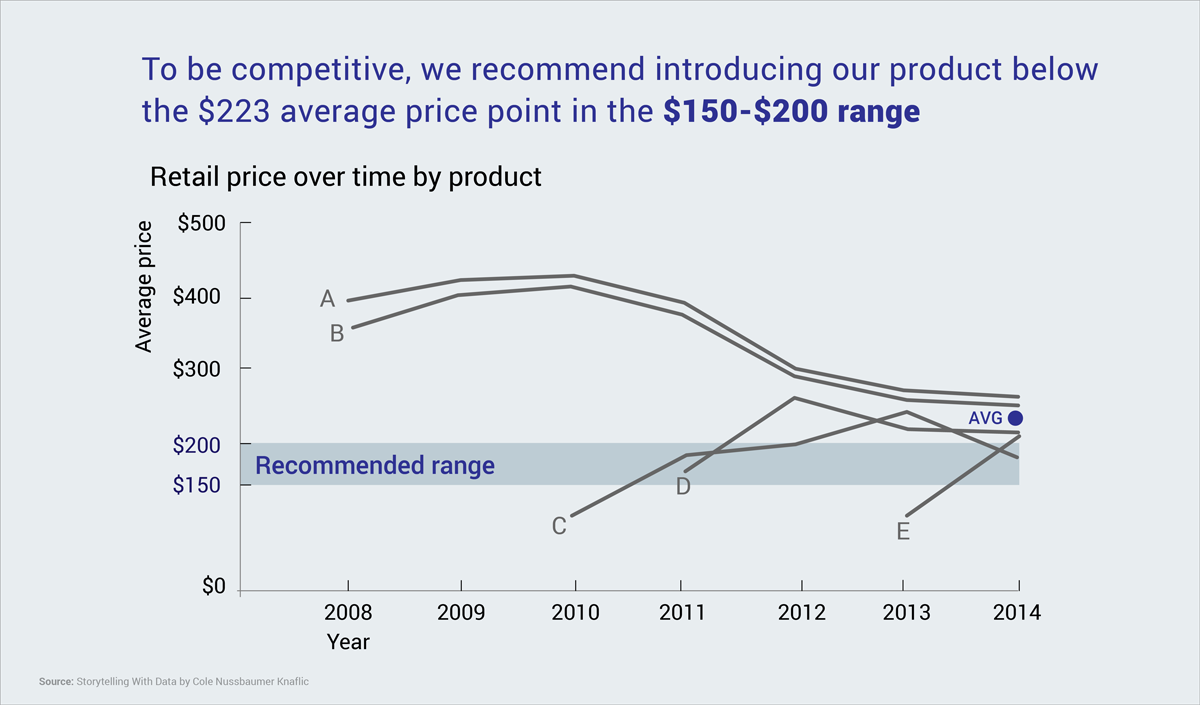 To be competitive, we recommend introducing our product below
the $223 average price point in the $150-$200 range
Retail price over time by product
Average price
$500
$400
$300
$200
$150
$0
A
B
C
D
E
AVG
Recommended range
2008
2009
2010
2011
2012
2013
2014
Year
Source: Storytelling With Data by Cole Nussbaumer Knaflic